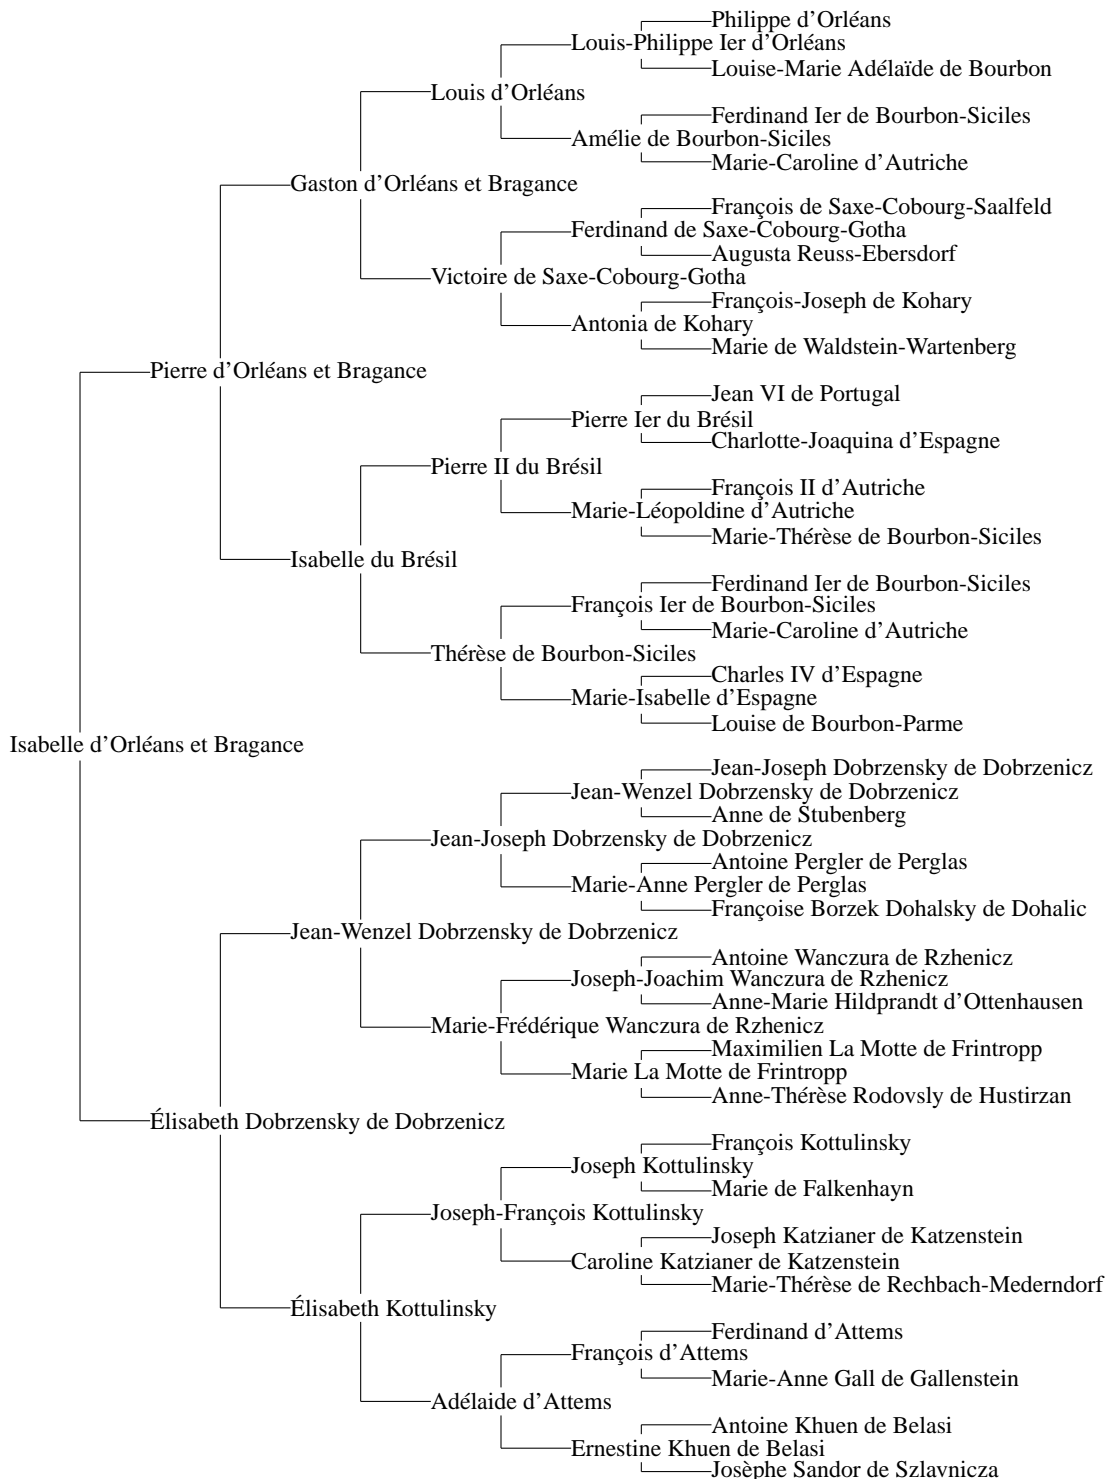 Philippe d’Orléans
Louis-Philippe Ier d’Orléans
Louise-Marie Adélaïde de Bourbon
Louis d’Orléans
Ferdinand Ier de Bourbon-Siciles
Amélie de Bourbon-Siciles
Marie-Caroline d’Autriche
Gaston d’Orléans et Bragance
François de Saxe-Cobourg-Saalfeld
Ferdinand de Saxe-Cobourg-Gotha
Augusta Reuss-Ebersdorf
Victoire de Saxe-Cobourg-Gotha
François-Joseph de Kohary
Antonia de Kohary
Marie de Waldstein-Wartenberg
Pierre d’Orléans et Bragance
Jean VI de Portugal
Pierre Ier du Brésil
Charlotte-Joaquina d’Espagne
Pierre II du Brésil
François II d’Autriche
Marie-Léopoldine d’Autriche
Marie-Thérèse de Bourbon-Siciles
Isabelle du Brésil
Ferdinand Ier de Bourbon-Siciles
François Ier de Bourbon-Siciles
Marie-Caroline d’Autriche
Thérèse de Bourbon-Siciles
Charles IV d’Espagne
Marie-Isabelle d’Espagne
Louise de Bourbon-Parme
Isabelle d’Orléans et Bragance
Jean-Joseph Dobrzensky de Dobrzenicz
Jean-Wenzel Dobrzensky de Dobrzenicz
Anne de Stubenberg
Jean-Joseph Dobrzensky de Dobrzenicz
Antoine Pergler de Perglas
Marie-Anne Pergler de Perglas
Françoise Borzek Dohalsky de Dohalic
Jean-Wenzel Dobrzensky de Dobrzenicz
Antoine Wanczura de Rzhenicz
Joseph-Joachim Wanczura de Rzhenicz
Anne-Marie Hildprandt d’Ottenhausen
Marie-Frédérique Wanczura de Rzhenicz
Maximilien La Motte de Frintropp
Marie La Motte de Frintropp
Anne-Thérèse Rodovsly de Hustirzan
Élisabeth Dobrzensky de Dobrzenicz
François Kottulinsky
Joseph Kottulinsky
Marie de Falkenhayn
Joseph-François Kottulinsky
Joseph Katzianer de Katzenstein
Caroline Katzianer de Katzenstein
Marie-Thérèse de Rechbach-Mederndorf
Élisabeth Kottulinsky
Ferdinand d’Attems
François d’Attems
Marie-Anne Gall de Gallenstein
Adélaide d’Attems
Antoine Khuen de Belasi
Ernestine Khuen de Belasi
Josèphe Sandor de Szlavnicza